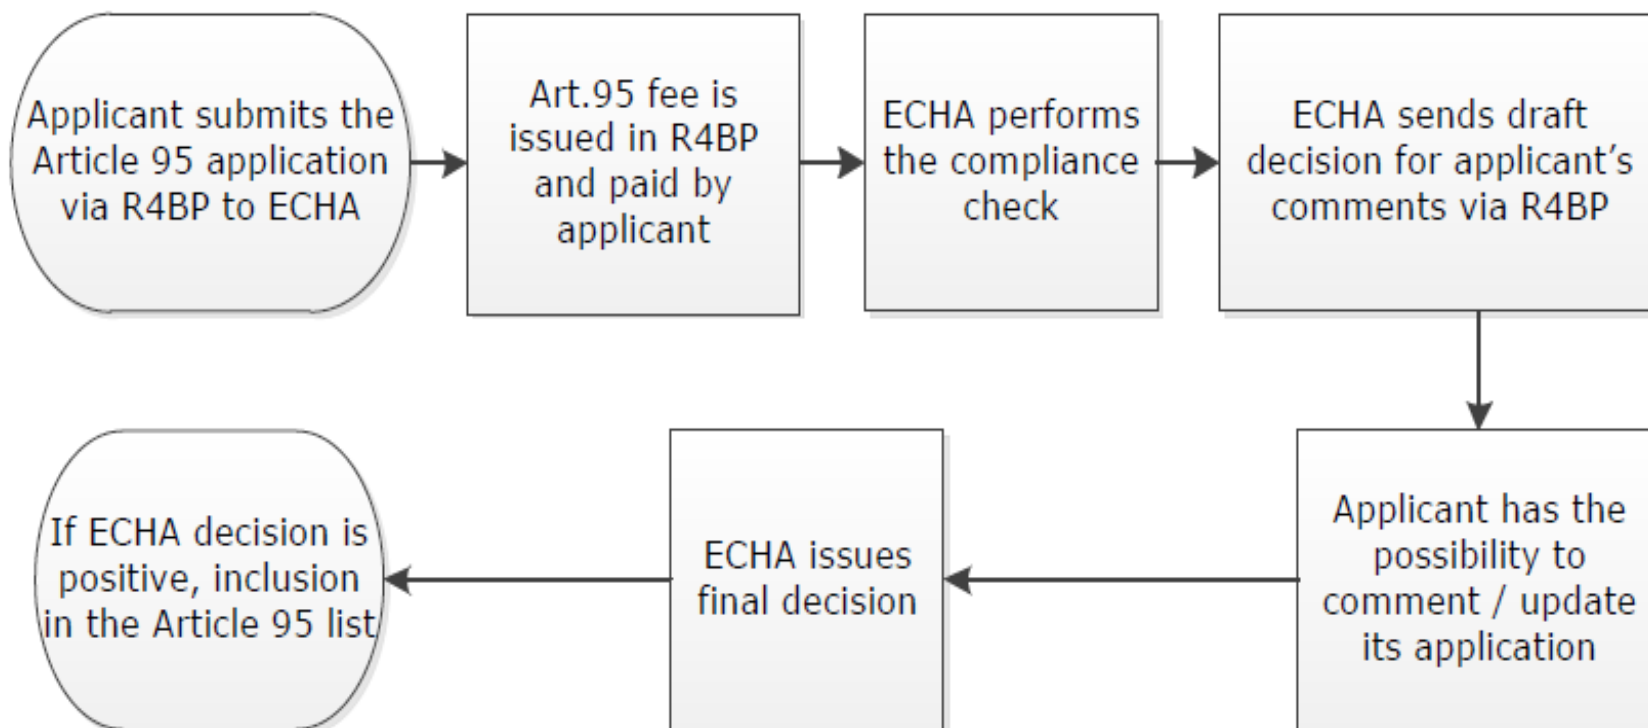 Applicant submits the
Article 95 application
via R4BP to ECHA
Art.95 fee is
issued in R4BP
and paid by
applicant
ECHA performs
the compliance
check
ECHA sends draft
decision for applicant’s
comments via R4BP
Applicant has the
possibility to
comment / update
its application
ECHA issues
final decision
If ECHA decision is
positive, inclusion
in the Article 95 list